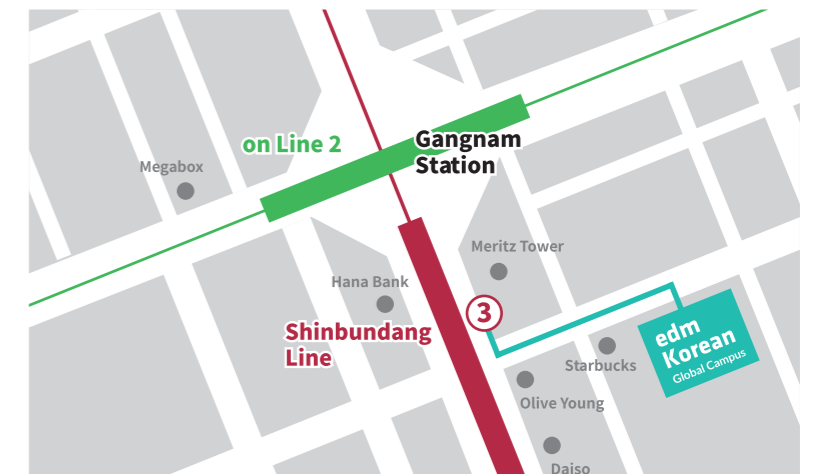 on Line 2
Gangnam
Station
Megabox
Meritz Tower
Hana Bank
3
Shinbundang
Line
edm
Korean
Global Campus
Starbucks
Olive Young
Daiso